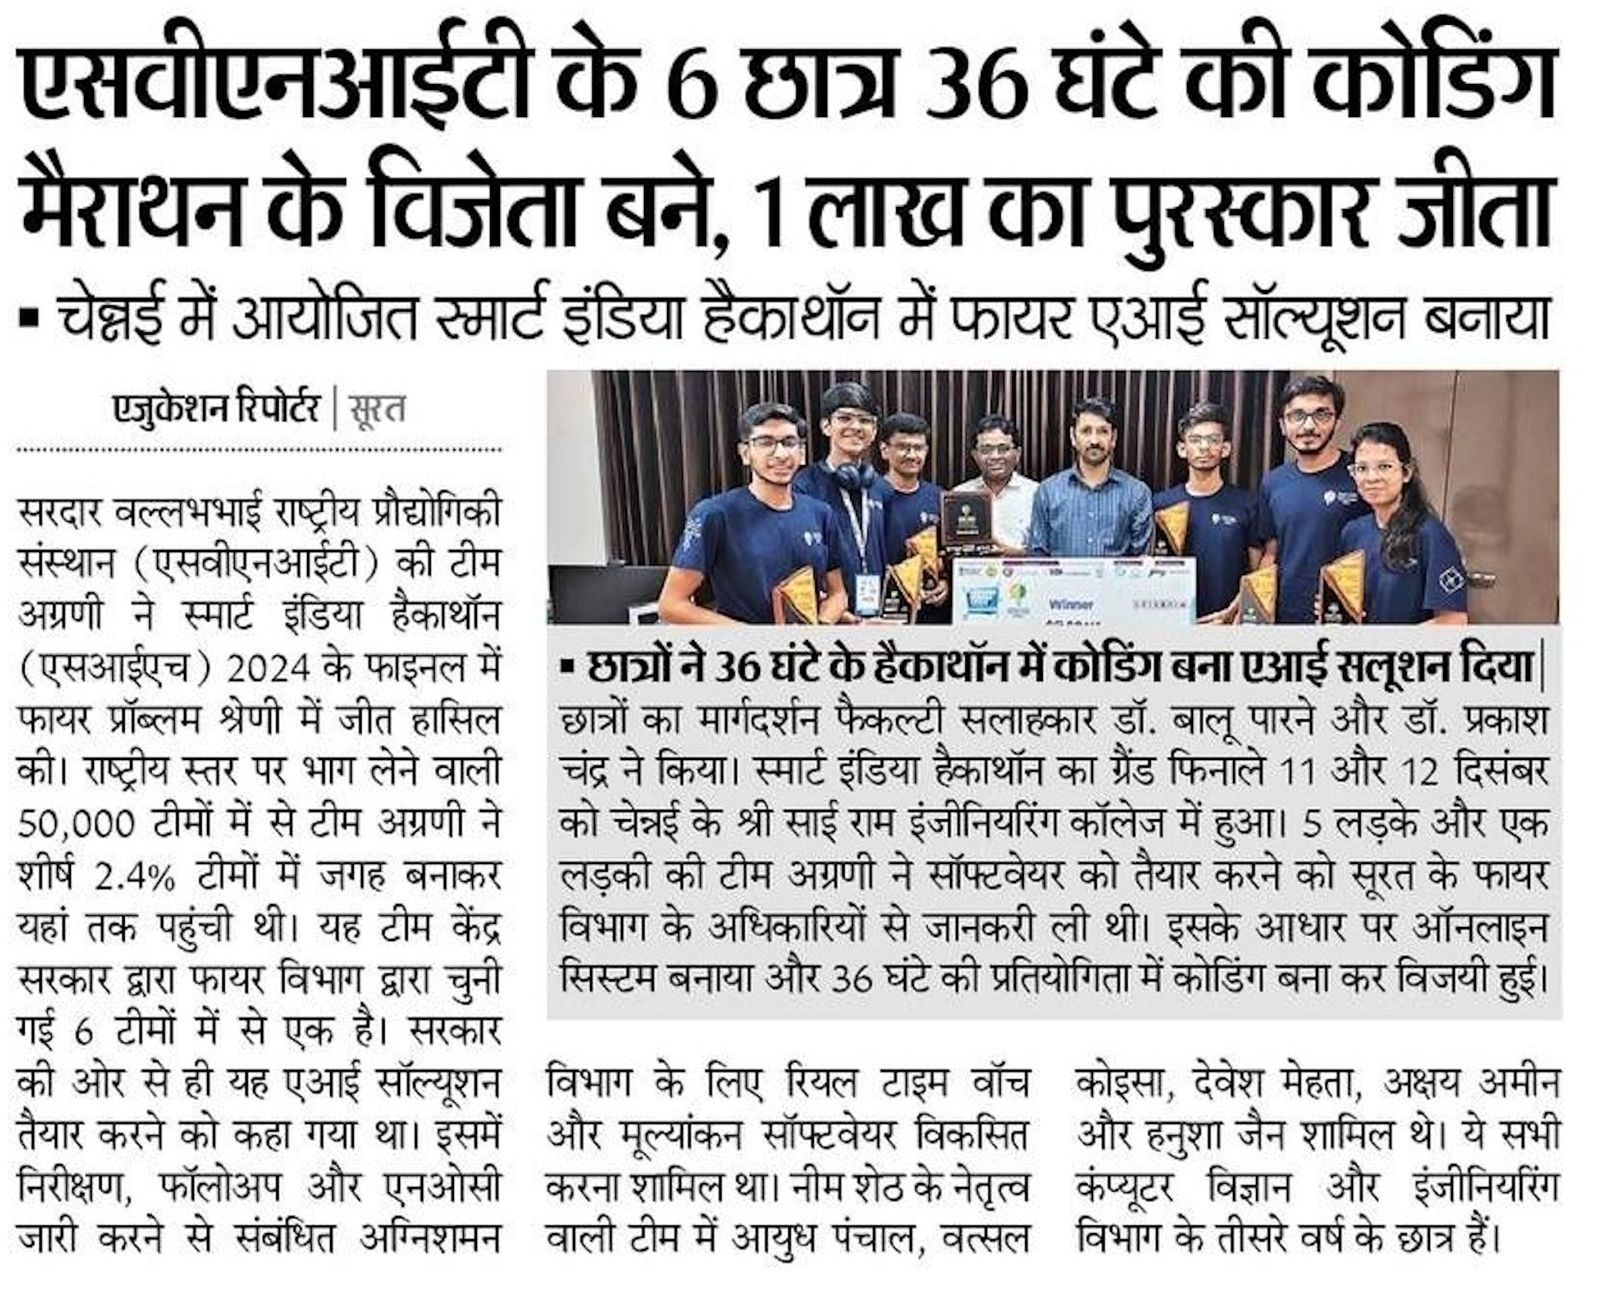 एसवीएनआईटी के 6 छात्र 36 घंटे की कोडिंग
मैराथन के विजेता बने, 1 लाख का पुरस्कार जीता
▪ चेन्नई में आयोजित स्मार्ट इंडिया हैकाथॉन में फायर एआई सॉल्यूशन बनाया
एजुकेशन रिपोर्टर | सूरत
सरदार वल्लभभाई राष्ट्रीय प्रौद्योगिकी
संस्थान (एसवीएनआईटी) की टीम
अग्रणी ने स्मार्ट इंडिया हैकाथॉन
(एसआईएच) 2024 के फाइनल में
फायर प्रॉब्लम श्रेणी में जीत हासिल
की। राष्ट्रीय स्तर पर भाग लेने वाली
50,000 टीमों में से टीम अग्रणी ने
शीर्ष 2.4% टीमों में जगह बनाकर
यहां तक पहुंची थी। यह टीम केंद्र
सरकार द्वारा फायर विभाग द्वारा चुनी
गई 6 टीमों में से एक है। सरकार
की ओर से ही यह एआई सॉल्यूशन
तैयार करने को कहा गया था। इसमें
निरीक्षण, फॉलोअप और एनओसी
जारी करने से संबंधित अग्निशमन
Winner
▪ छात्रों ने 36 घंटे के हैकाथॉन में कोडिंग बना एआई सलूशन दिया|
छात्रों का मार्गदर्शन फैकल्टी सलाहकार डॉ. बालू पारने और डॉ. प्रकाश
चंद्र ने किया। स्मार्ट इंडिया हैकाथॉन का ग्रैंड फिनाले 11 और 12 दिसंबर
को चेन्नई के श्री साई राम इंजीनियरिंग कॉलेज में हुआ। 5 लड़के और एक
लड़की की टीम अग्रणी ने सॉफ्टवेयर को तैयार करने को सूरत के फायर
विभाग के अधिकारियों से जानकरी ली थी। इसके आधार पर ऑनलाइन
सिस्टम बनाया और 36 घंटे की प्रतियोगिता में कोडिंग बना कर विजयी हुई।
विभाग के लिए रियल टाइम वॉच
और मूल्यांकन सॉफ्टवेयर विकसित
करना शामिल था। नीम शेठ के नेतृत्व
वाली टीम में आयुध पंचाल, वत्सल
कोइसा, देवेश मेहता, अक्षय अमीन
और हनुशा जैन शामिल थे। ये सभी
कंप्यूटर विज्ञान और इंजीनियरिंग
विभाग के तीसरे वर्ष के छात्र हैं।